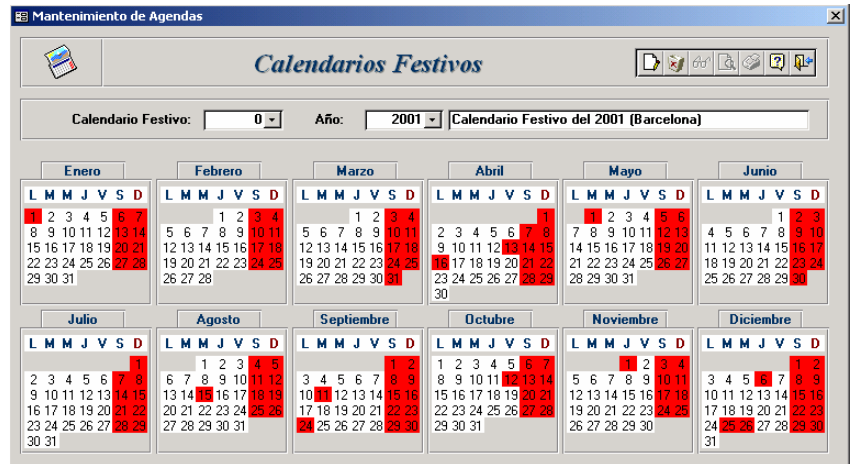 Mantenimiento de Agendas
Calendarios Festivos
Calendario Festivo: 0 Año: 2001 Calendario Festivo del 2001 (Barcelona)
Enero
L M M J V S D
1 2 3 4 5 6 7
8 9 10 11 12 13 14
15 16 17 18 19 20 21
22 23 24 25 26 27 28
29 30 31
Febrero
L M M J V S D
1 2 3 4
5 6 7 8 9 10 11
12 13 14 15 16 17 18
19 20 21 22 23 24 25
26 27 28
Marzo
L M M J V S D
1 2 3 4
5 6 7 8 9 10 11
12 13 14 15 16 17 18
19 20 21 22 23 24 25
26 27 28 29 30 31
Abril
L M M J V S D
1
2 3 4 5 6 7 8
9 10 11 12 13 14 15
16 17 18 19 20 21 22
23 24 25 26 27 28 29
30
Mayo
L M M J V S D
1 2 3 4 5 6
7 8 9 10 11 12 13
14 15 16 17 18 19 20
21 22 23 24 25 26 27
28 29 30 31
Junio
L M M J V S D
1 2 3
4 5 6 7 8 9 10
11 12 13 14 15 16 17
18 19 20 21 22 23 24
25 26 27 28 29 30
Julio
L M M J V S D
1
2 3 4 5 6 7 8
9 10 11 12 13 14 15
16 17 18 19 20 21 22
23 24 25 26 27 28 29
30 31
Agosto
L M M J V S D
1 2 3 4 5
6 7 8 9 10 11 12
13 14 15 16 17 18 19
20 21 22 23 24 25 26
27 28 29 30 31
Septiembre
L M M J V S D
1 2
3 4 5 6 7 8 9
10 11 12 13 14 15 16
17 18 19 20 21 22 23
24 25 26 27 28 29 30
Octubre
L M M J V S D
1 2 3 4 5 6 7
8 9 10 11 12 13 14
15 16 17 18 19 20 21
22 23 24 25 26 27 28
29 30 31
Noviembre
L M M J V S D
1 2 3 4
5 6 7 8 9 10 11
12 13 14 15 16 17 18
19 20 21 22 23 24 25
26 27 28 29 30
Diciembre
L M M J V S D
1 2
3 4 5 6 7 8 9
10 11 12 13 14 15 16
17 18 19 20 21 22 23
24 25 26 27 28 29 30
31